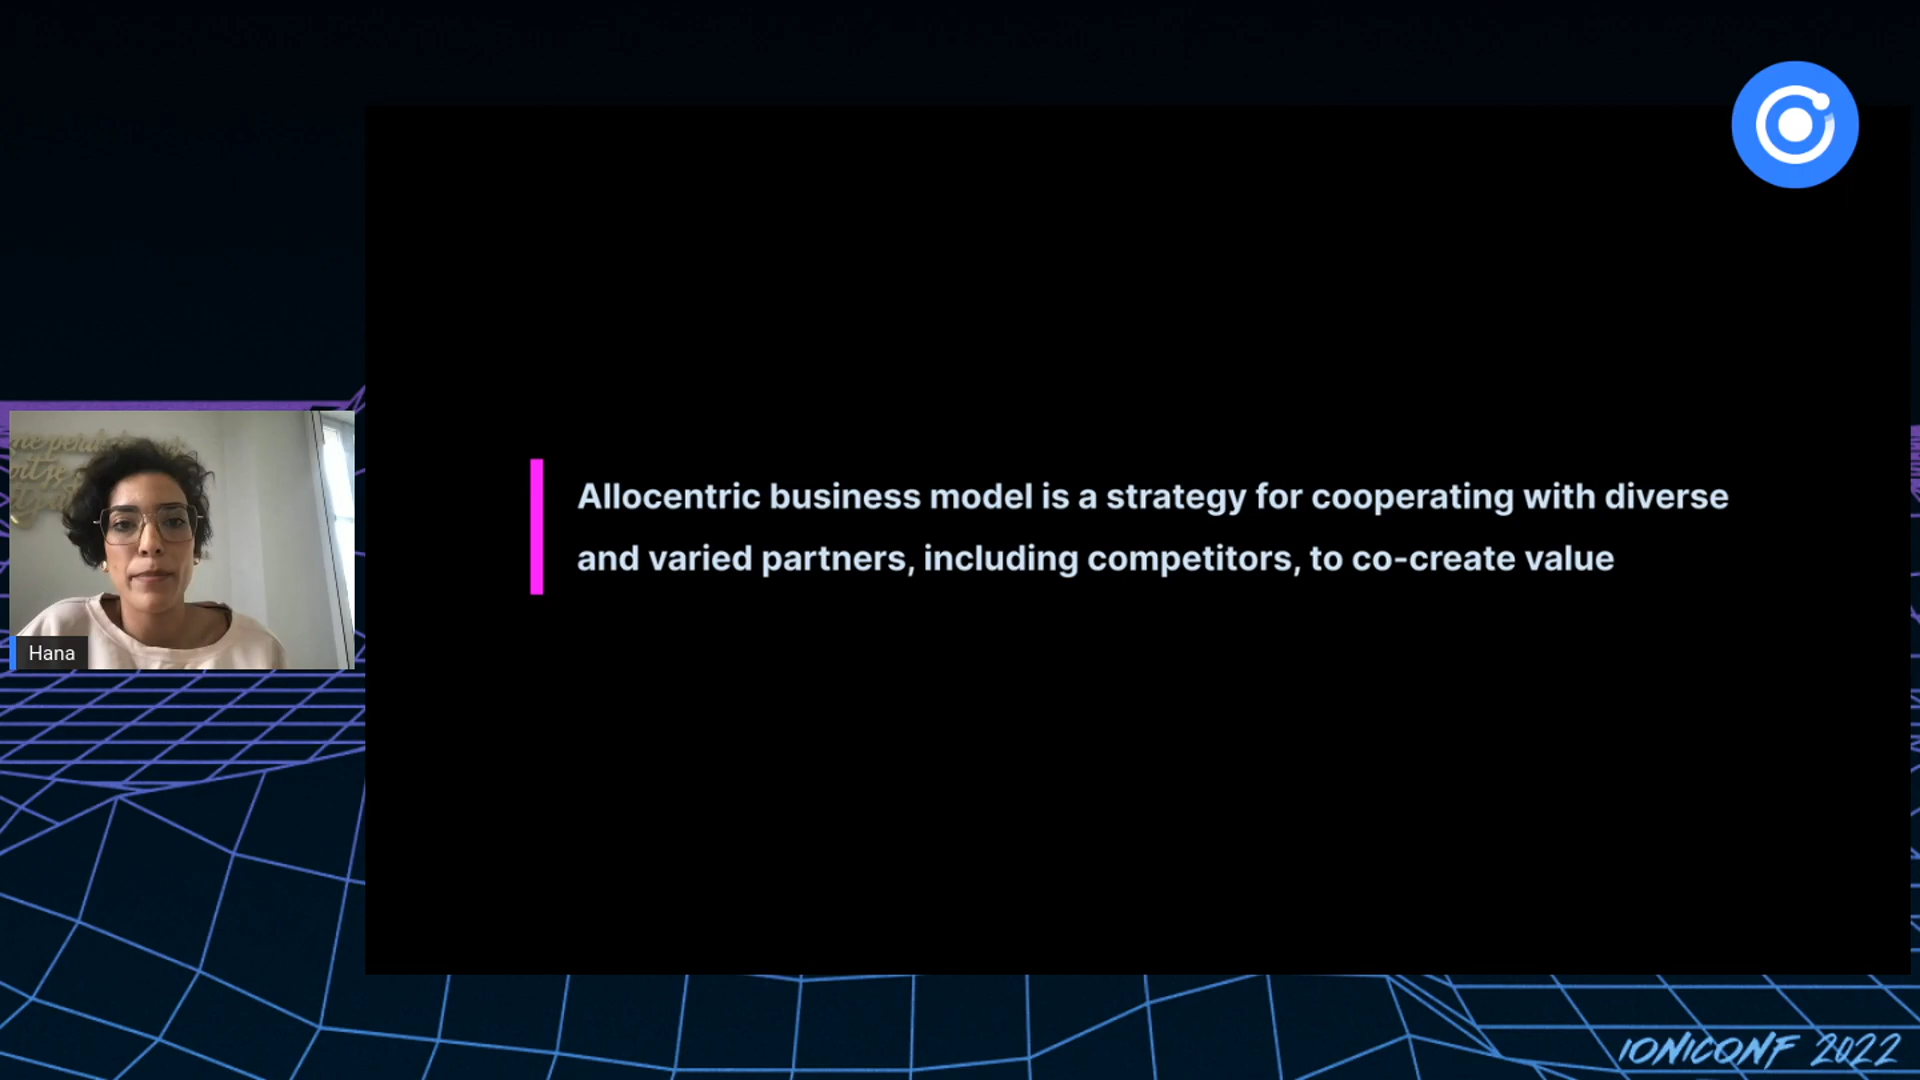 Allocentric business model is a strategy for cooperating with diverse
and varied partners, including competitors, to co-create value
Hana
IONICONF 2022